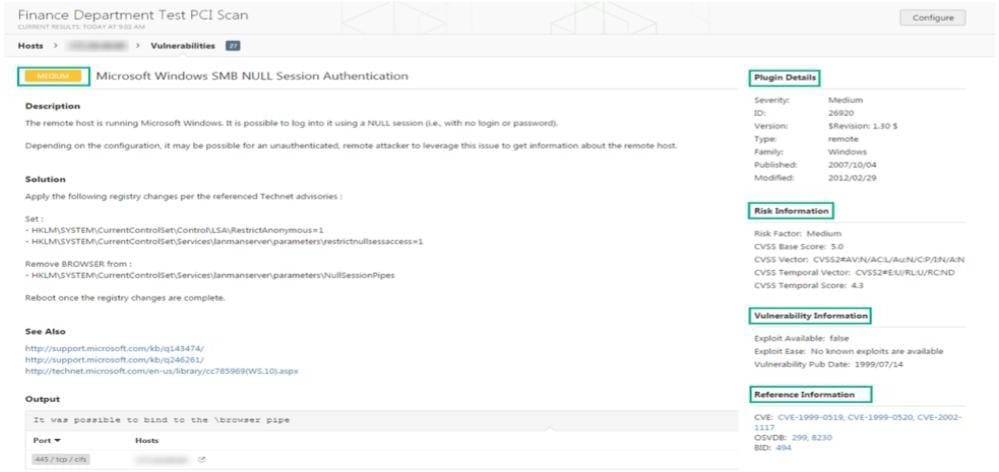 Finance Department Test PCI Scan
CURRENT RESULTS: TODAY AT 9:02 AM
Configure
Hosts > > Vulnerabilities 27
MEDIUM Microsoft Windows SMB NULL Session Authentication
Description
The remote host is running Microsoft Windows. It is possible to log into it using a NULL session (i.e., with no login or password).
Depending on the configuration, it may be possible for an unauthenticated, remote attacker to leverage this issue to get information about the remote host.
Solution
Apply the following registry changes per the referenced Technet advisories :
Set :
- HKLM\SYSTEM\CurrentControlSet\Control\LSA\RestrictAnonymous=1
- HKLM\SYSTEM\CurrentControlSet\Services\lanmanserver\parameters\restrictnullsessaccess=1
Remove BROWSER from :
- HKLM\SYSTEM\CurrentControlSet\Services\lanmanserver\parameters\NullSessionPipes
Reboot once the registry changes are complete.
See Also
http://support.microsoft.com/kb/q143474/
http://support.microsoft.com/kb/q246261/
http://technet.microsoft.com/en-us/library/cc785969(WS.10).aspx
Output
It was possible to bind to the \browser pipe
Port Hosts
445 / tcp / cifs
Plugin Details
Severity: Medium
ID: 26920
Version: $Revision: 1.30 $
Type: remote
Family: Windows
Published: 2007/10/04
Modified: 2012/02/29
Risk Information
Risk Factor: Medium
CVSS Base Score: 5.0
CVSS Vector: CVSS2#AV:N/AC:L/Au:N/C:P/I:N/A:N
CVSS Temporal Vector: CVSS2#E:U/RL:U/RC:ND
CVSS Temporal Score: 4.3
Vulnerability Information
Exploit Available: false
Exploit Ease: No known exploits are available
Vulnerability Pub Date: 1999/07/14
Reference Information
CVE: CVE-1999-0519, CVE-1999-0520, CVE-2002-
1117
OSVDB: 299, 8230
BID: 494